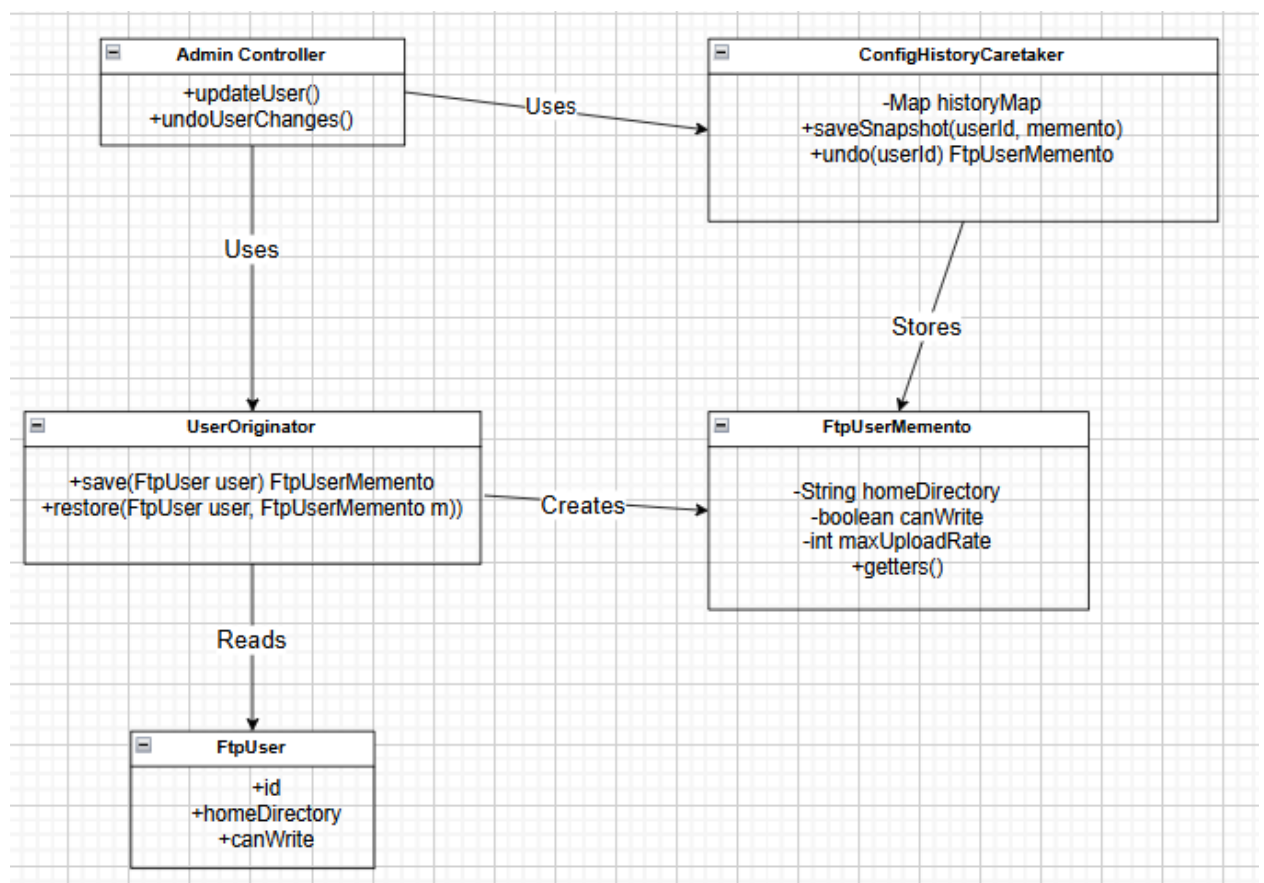 Admin Controller
+updateUser()
+undoUserChanges()
Uses
ConfigHistoryCaretaker
-Map historyMap
+saveSnapshot(userId, memento)
+undo(userId) FtpUserMemento
Uses
Stores
UserOriginator
+save(FtpUser user) FtpUserMemento
+restore(FtpUser user, FtpUserMemento m))
Creates
FtpUserMemento
-String homeDirectory
-boolean canWrite
-int maxUploadRate
+getters()
Reads
FtpUser
+id
+homeDirectory
+canWrite